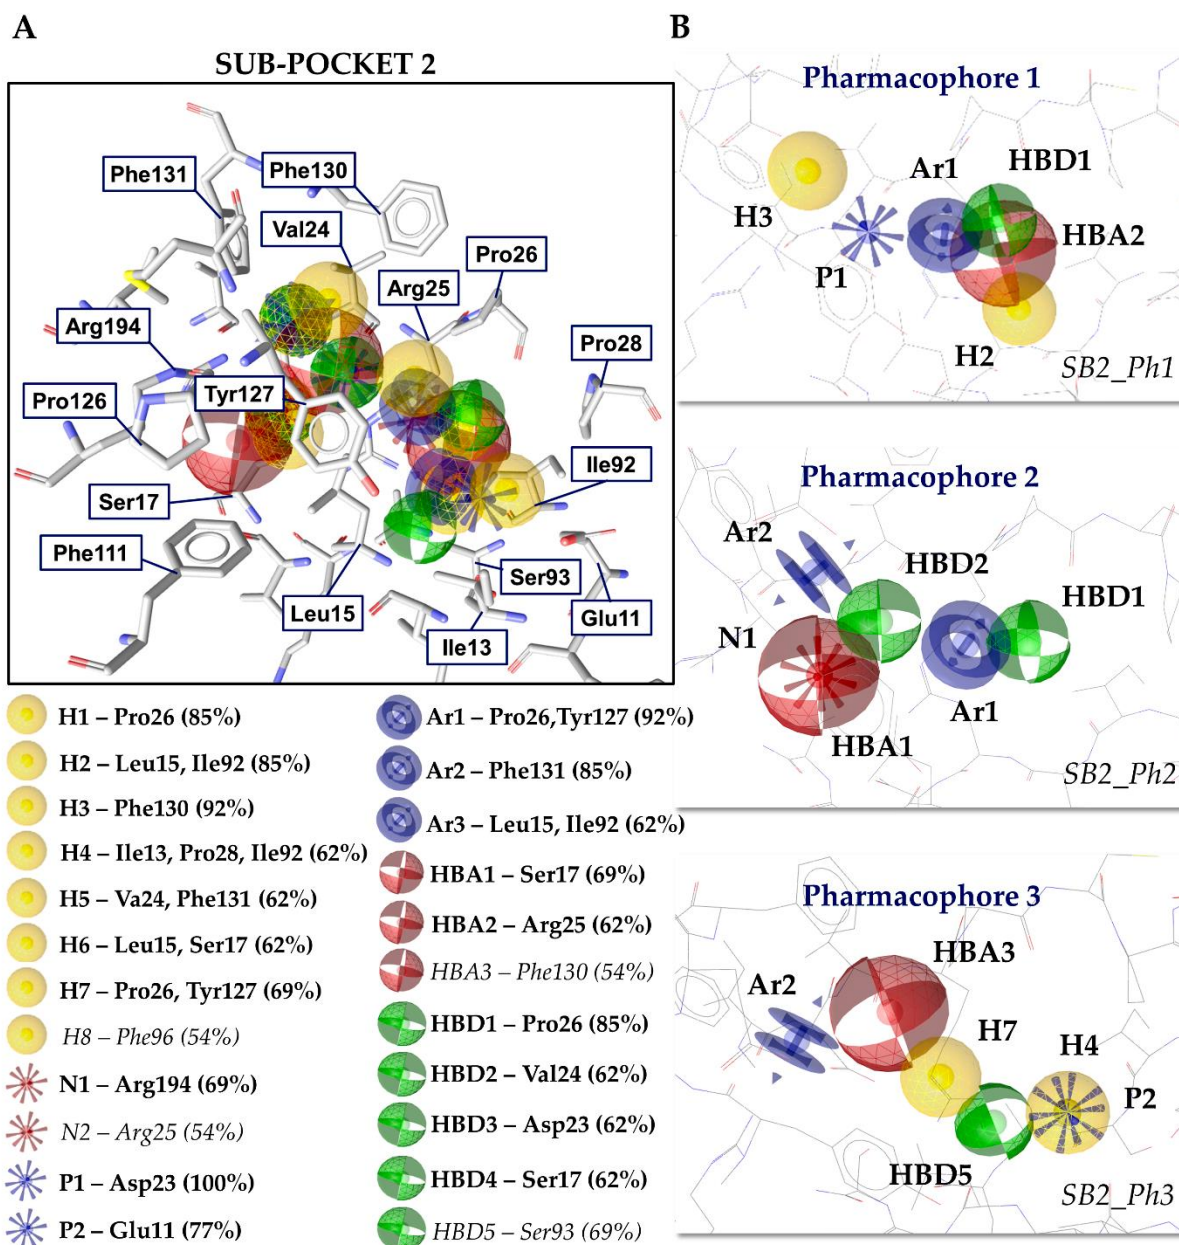 A
SUB-POCKET 2
Phe131
Phe130
Val24
Pro26
Arg25
Arg194
Pro28
Pro126
Tyr127
Ile92
Ser17
Phe111
Ser93
Leu15
Glu11
Ile13
H1 – Pro26 (85%)
H2 – Leu15, Ile92 (85%)
H3 – Phe130 (92%)
H4 – Ile13, Pro28, Ile92 (62%)
H5 – Va24, Phe131 (62%)
H6 – Leu15, Ser17 (62%)
H7 – Pro26, Tyr127 (69%)
H8 – Phe96 (54%)
N1 – Arg194 (69%)
N2 – Arg25 (54%)
P1 – Asp23 (100%)
P2 – Glu11 (77%)
Ar1 – Pro26,Tyr127 (92%)
Ar2 – Phe131 (85%)
Ar3 – Leu15, Ile92 (62%)
HBA1 – Ser17 (69%)
HBA2 – Arg25 (62%)
HBA3 – Phe130 (54%)
HBD1 – Pro26 (85%)
HBD2 – Val24 (62%)
HBD3 – Asp23 (62%)
HBD4 – Ser17 (62%)
HBD5 – Ser93 (69%)
B
Pharmacophore 1
HBD1
Ar1
H3
HBA2
P1
H2
SB2_Ph1
Pharmacophore 2
Ar2
HBD2
HBD1
N1
Ar1
HBA1
SB2_Ph2
Pharmacophore 3
HBA3
Ar2
H7
H4
P2
HBD5
SB2_Ph3